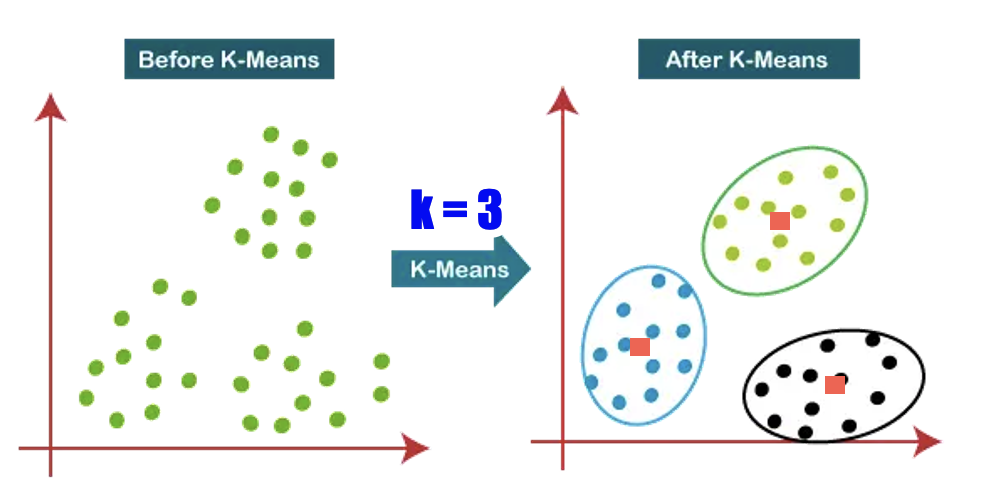 Before K-Means
After K-Means
k = 3
K-Means